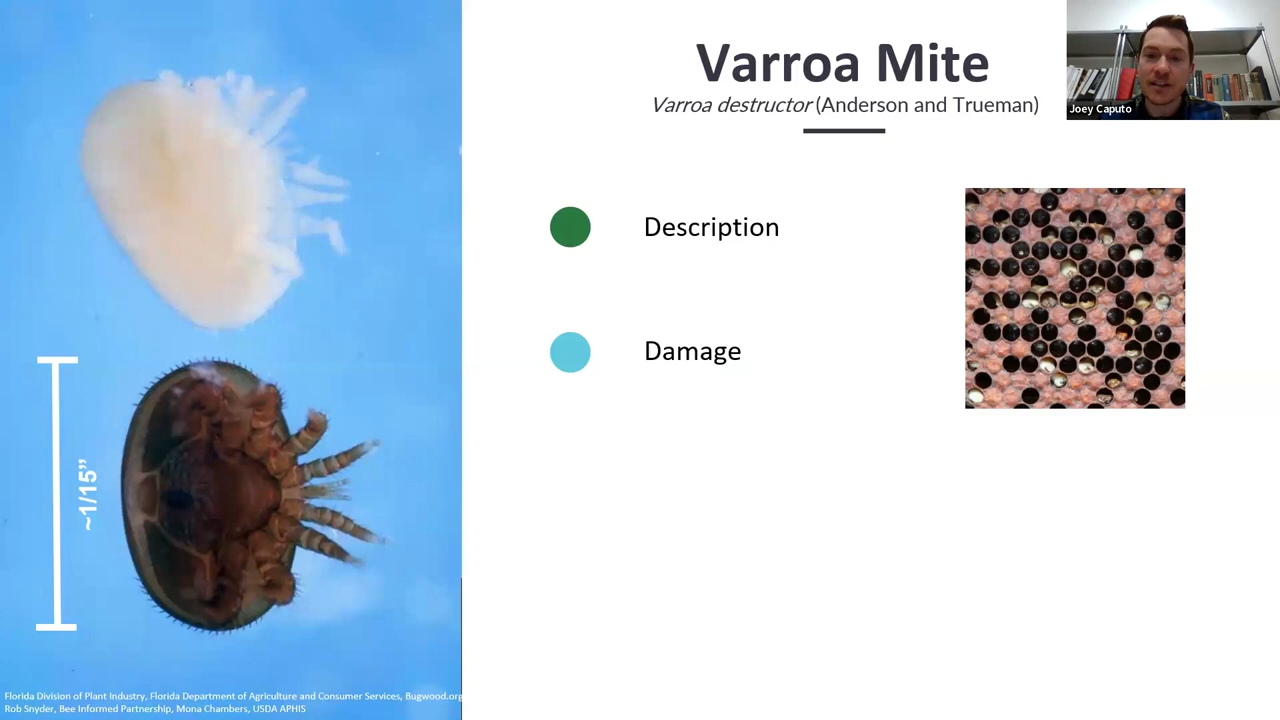 Varroa Mite
Varroa destructor (Anderson and Trueman)
Joey Caputo
Description
Damage
~1/15”
Florida Division of Plant Industry, Florida Department of Agriculture and Consumer Services, Bugwood.org
Rob Snyder, Bee Informed Partnership, Mona Chambers, USDA APHIS